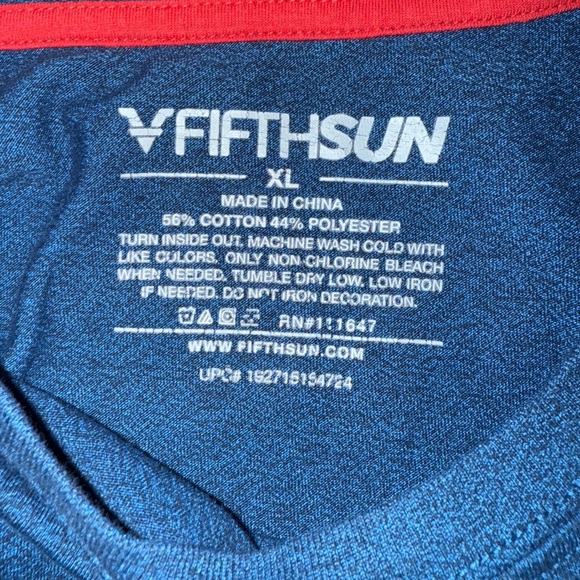 FIFTHSUN
XL
MADE IN CHINA
56% COTTON 44% POLYESTER
TURN INSIDE OUT. MACHINE WASH COLD WITH
LIKE COLORS. ONLY NON-CHLORINE BLEACH
WHEN NEEDED. TUMBLE DRY LOW. LOW IRON
IF NEEDED. DO NOT IRON DECORATION.
RN#111647
WWW.FIFTHSUN.COM
UPC# 192715154724